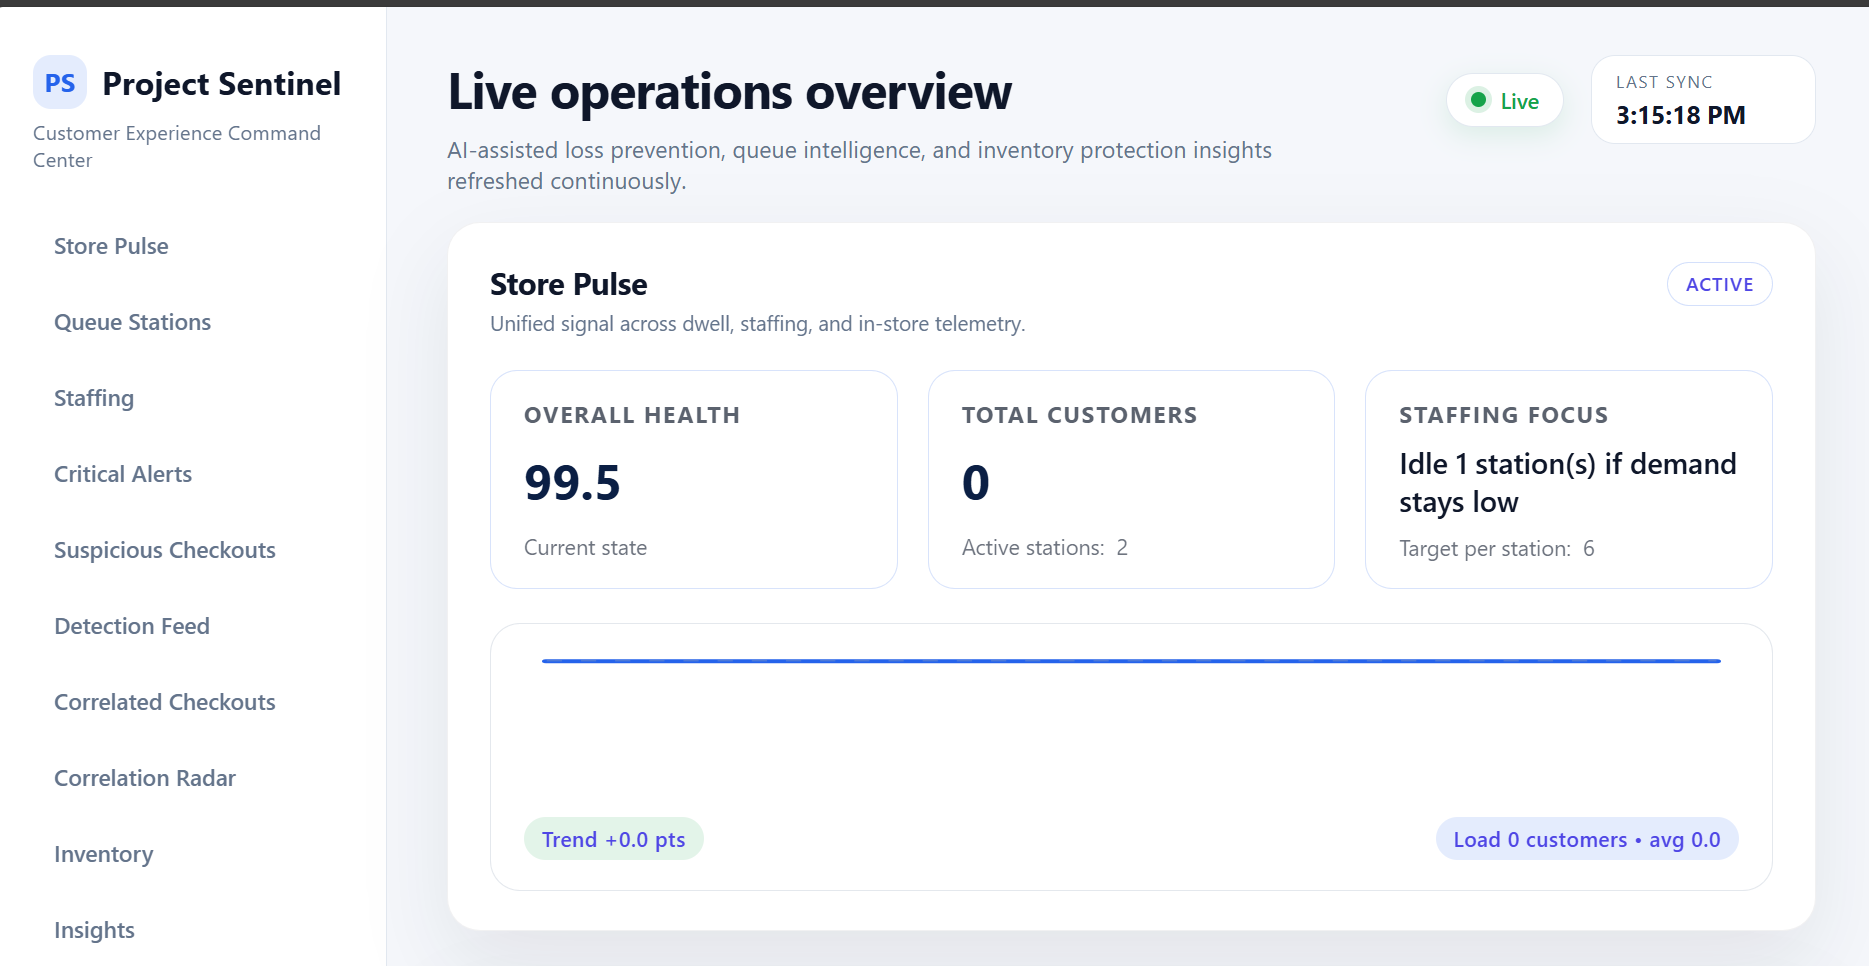 PS
Project Sentinel
Customer Experience Command
Center
Store Pulse
Queue Stations
Staffing
Critical Alerts
Suspicious Checkouts
Detection Feed
Correlated Checkouts
Correlation Radar
Inventory
Insights
Live operations overview
AI-assisted loss prevention, queue intelligence, and inventory protection insights
refreshed continuously.
Live
LAST SYNC
3:15:18 PM
Store Pulse
Unified signal across dwell, staffing, and in-store telemetry.
ACTIVE
OVERALL HEALTH
99.5
Current state
TOTAL CUSTOMERS
0
Active stations: 2
STAFFING FOCUS
Idle 1 station(s) if demand
stays low
Target per station: 6
Trend +0.0 pts
Load 0 customers • avg 0.0